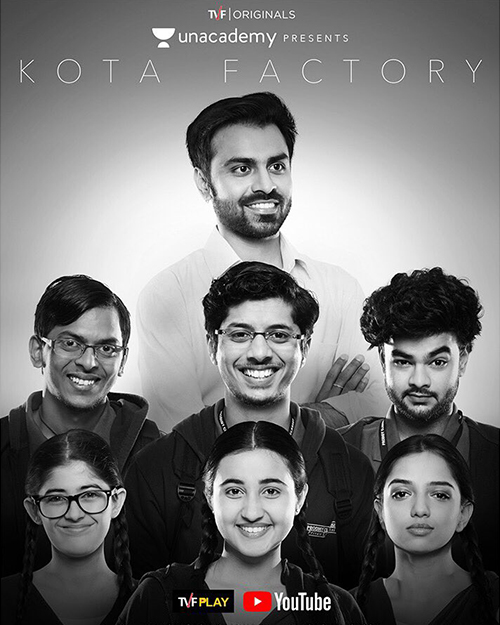 TVF | ORIGINALS
unacademy PRESENTS
KOTA FACTORY
TVF PLAY YouTube